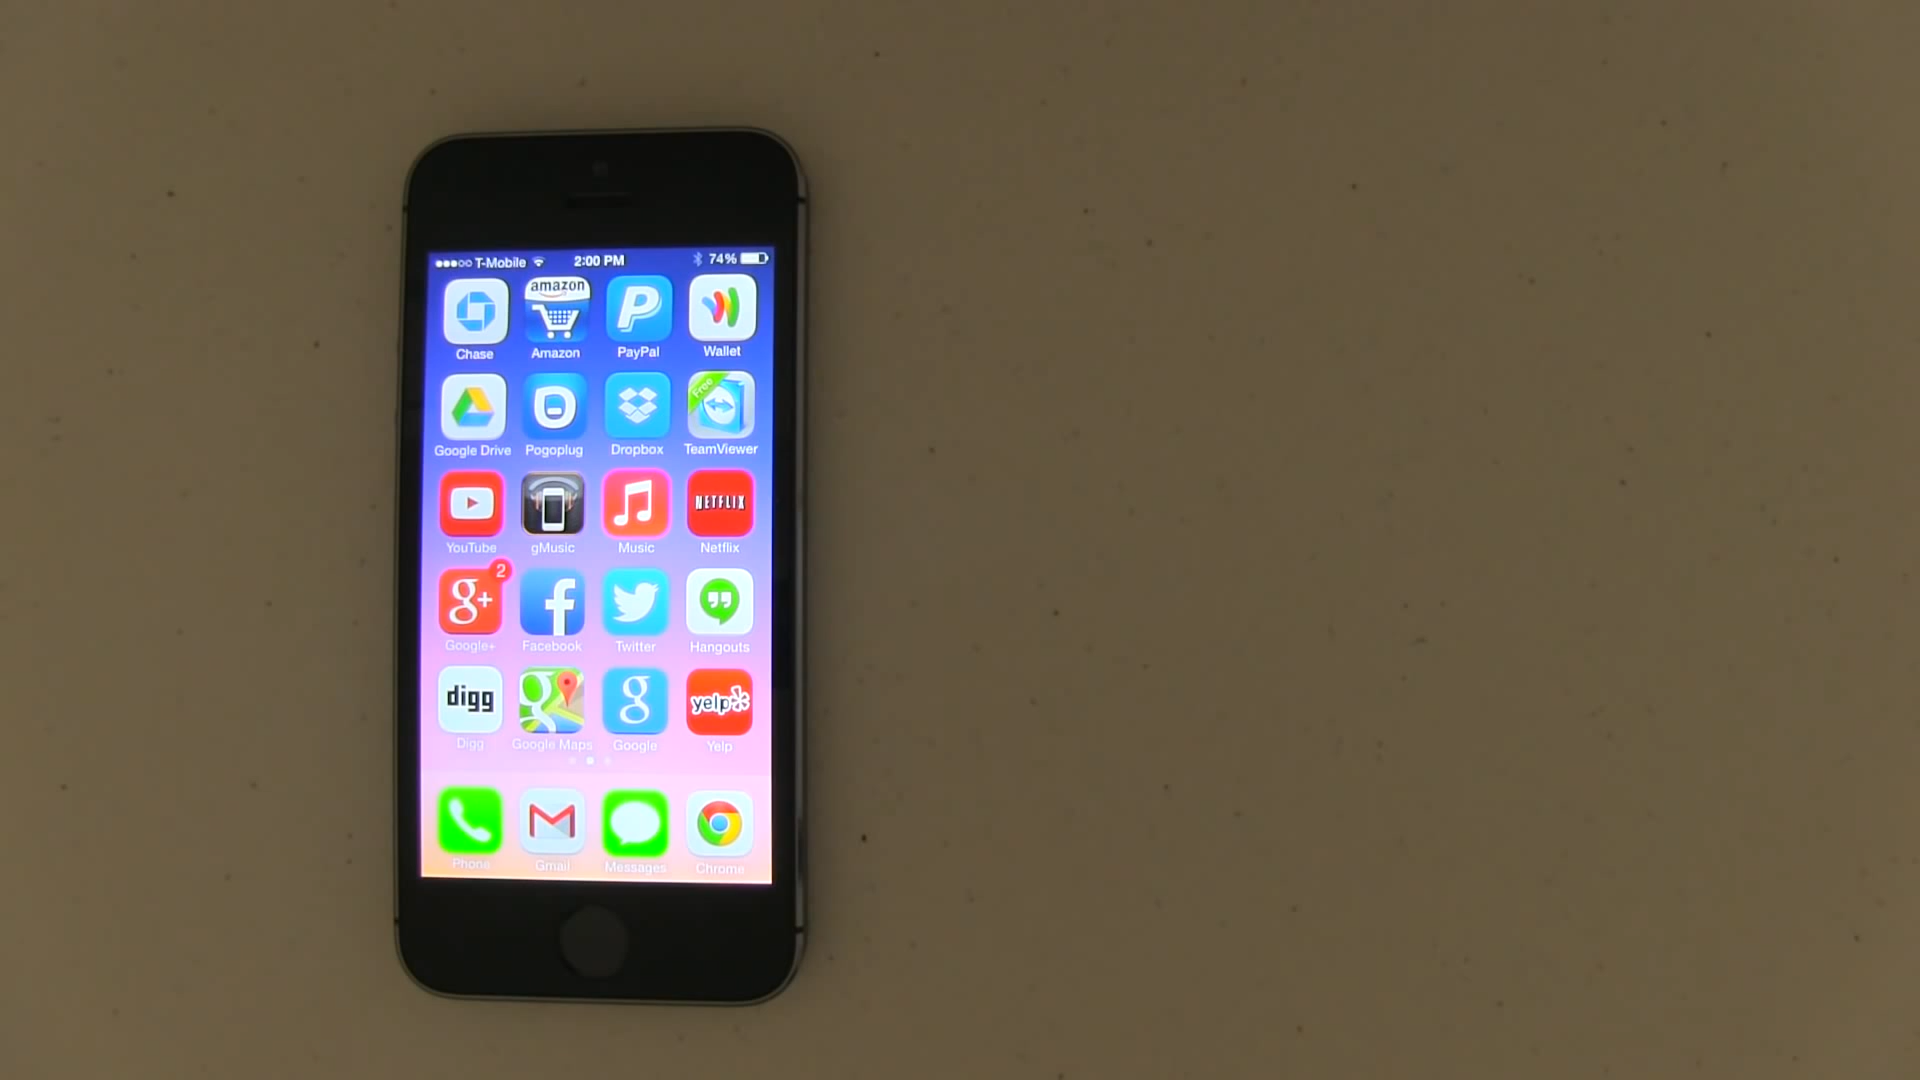 T-Mobile 2:00 PM 74%
amazon
Chase Amazon PayPal Wallet
Free
Google Drive Pogoplug Dropbox TeamViewer
NETFLIX
YouTube gMusic Music Netflix
2
g+ f
Google+ Facebook Twitter Hangouts
digg g g yelp
Digg Google Maps Google Yelp
Phone Gmail Messages Chrome